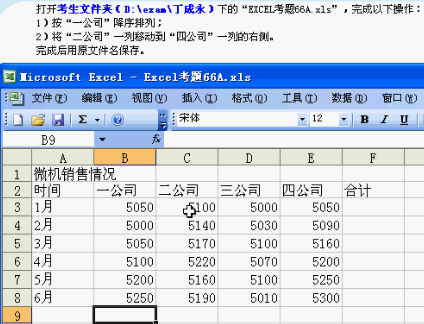 打开考生文件夹(D:\exam\丁成永)下的"EXCEL考题66A.xls",完成以下操作:
1)按"一公司"降序排列;
2)将"二公司"一列移动到"四公司"一列的右侧。
完成后用原文件名保存。
Microsoft Excel - Excel考题66A.xls
文件(F) 编辑(E) 视图(V) 插入(I) 格式(O) 工具(T) 数据(D) 窗口(W)
Σ 宋体 12 B I U
B9 fx
A B C D E F
1 微机销售情况
2 时间 一公司 二公司 三公司 四公司 合计
3 1月 5050 5100 5000 5050
4 2月 5000 5140 5030 5090
5 3月 5050 5170 5100 5160
6 4月 5100 5220 5070 5200
7 5月 5200 5160 5100 5250
8 6月 5250 5190 5010 5300
9